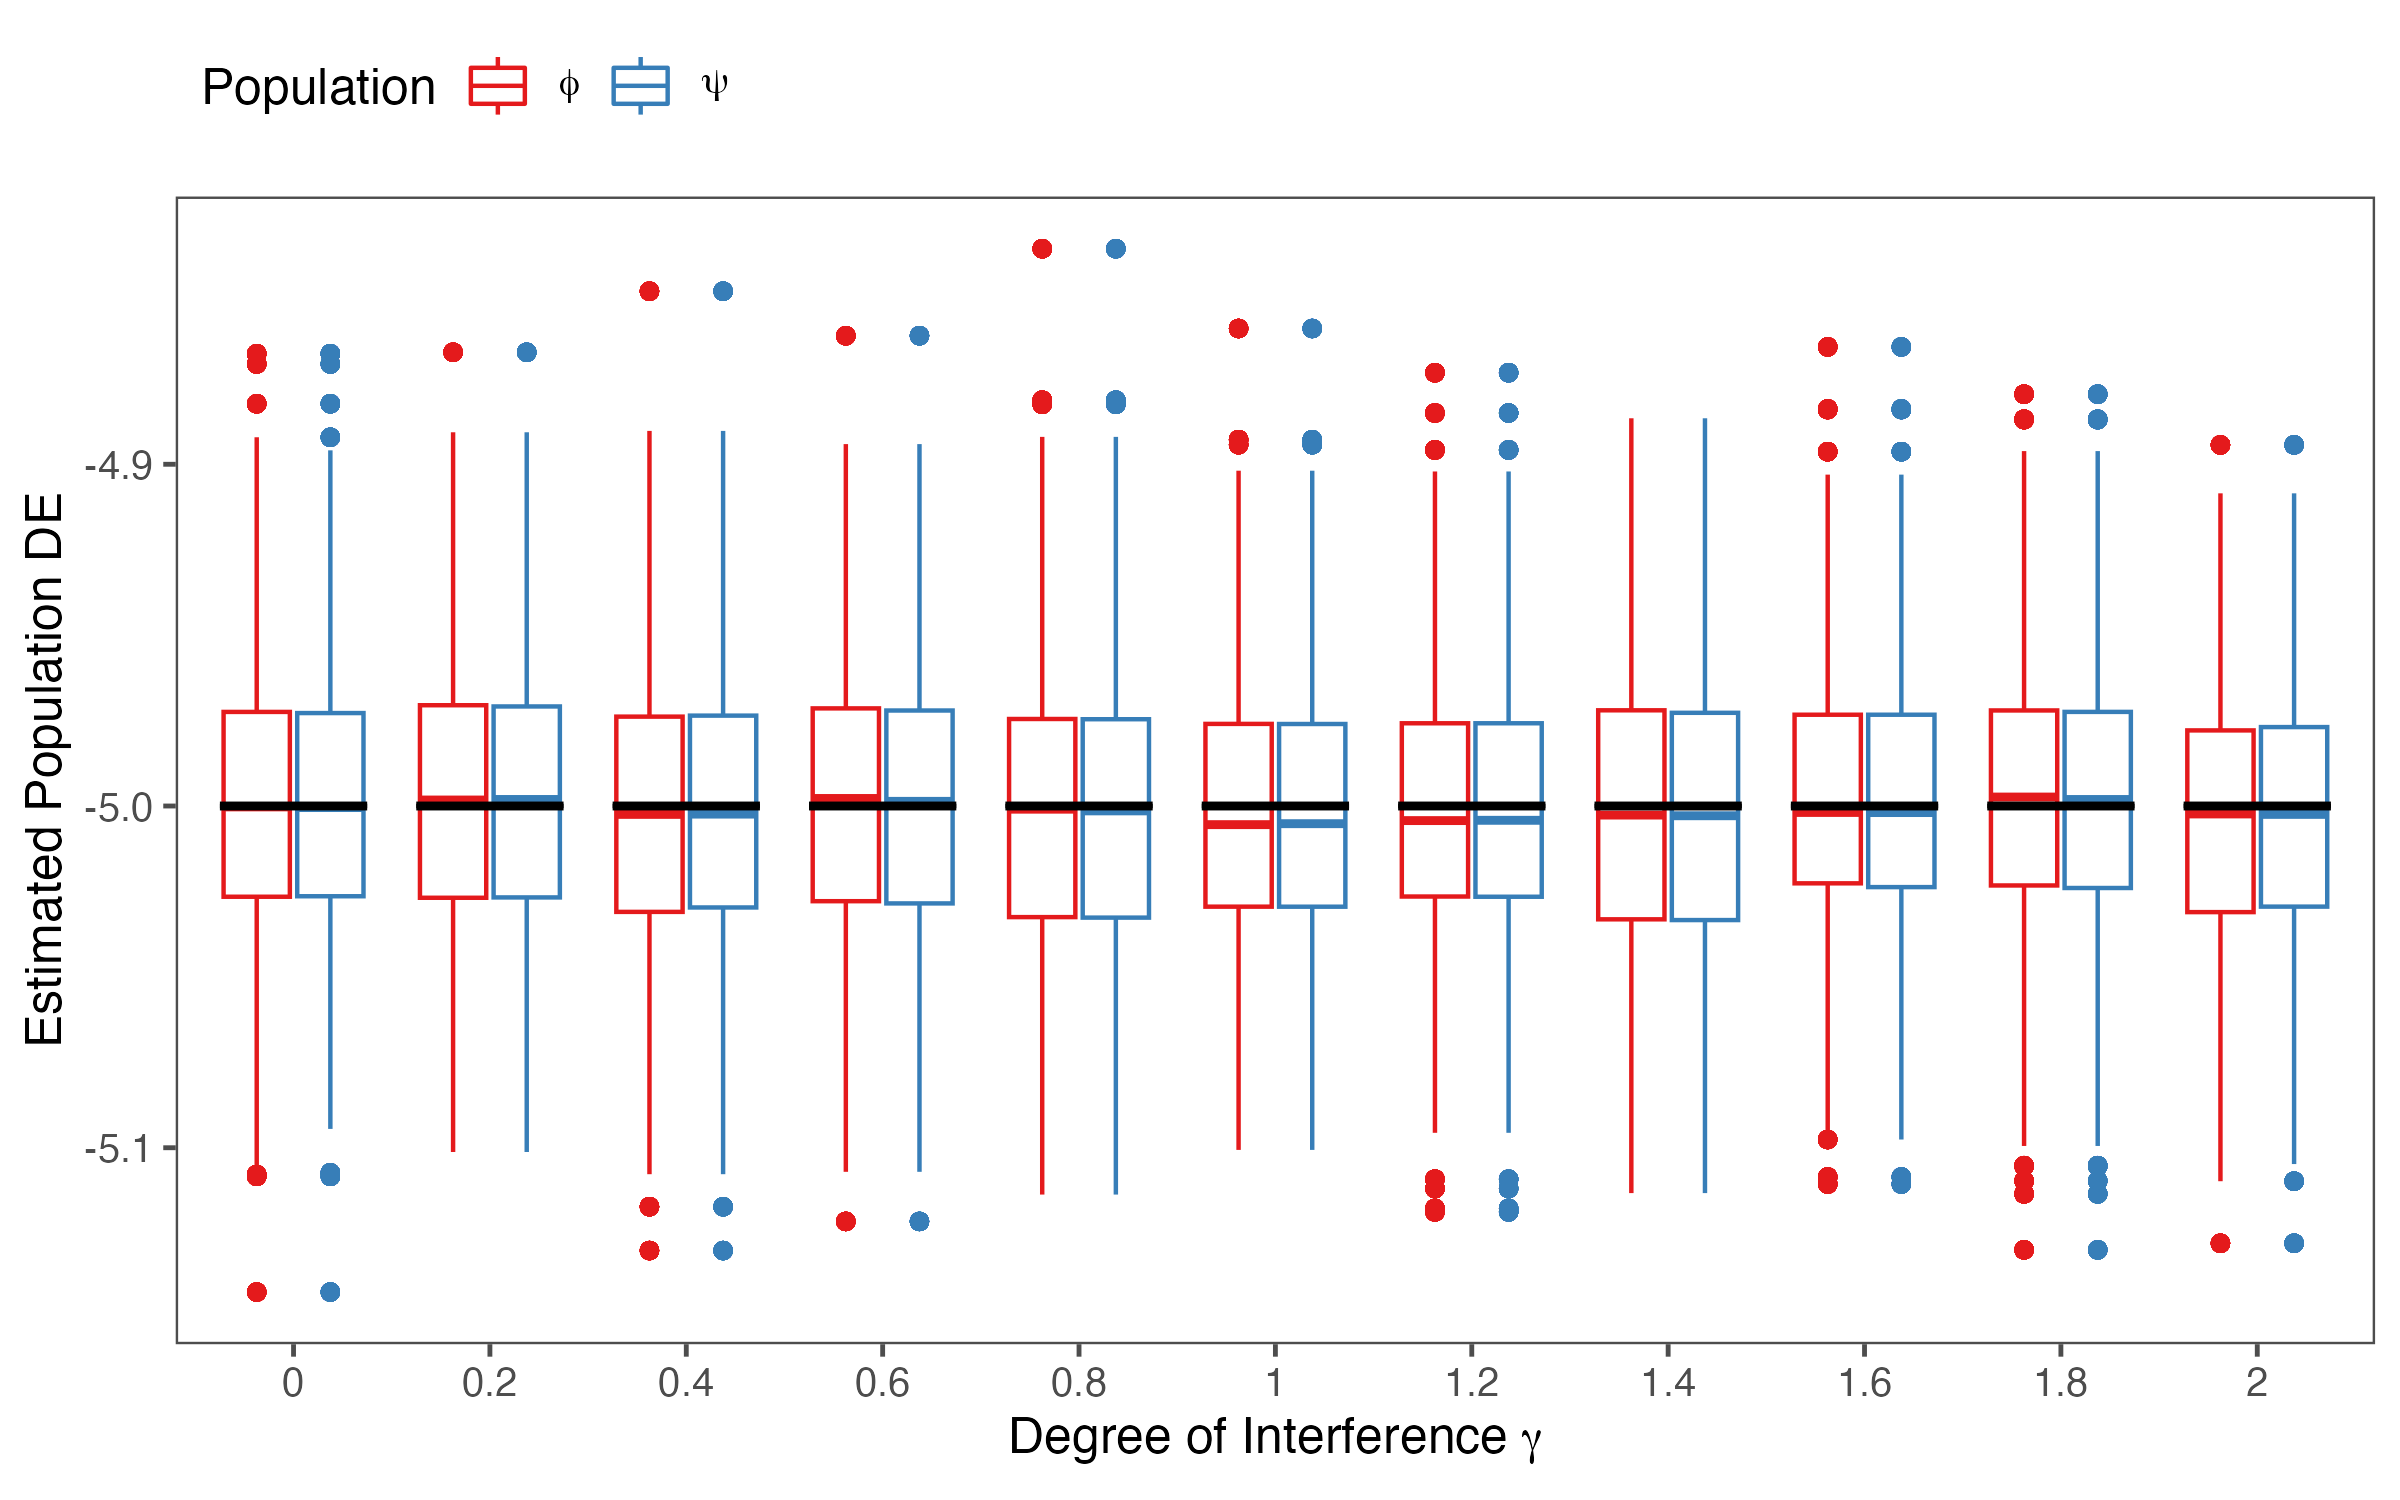 Population ϕ ψ
Estimated Population DE
-4.9
-5.0
-5.1
0 0.2 0.4 0.6 0.8 1 1.2 1.4 1.6 1.8 2
Degree of Interference γ